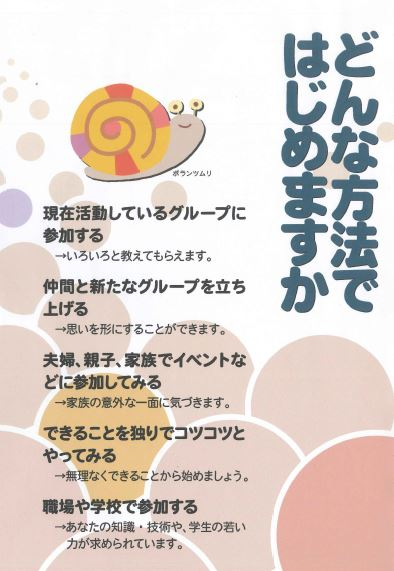 どんな方法で
はじめますか
ボランツムリ
現在活動しているグループに
参加する
→いろいろと教えてもらえます。
仲間と新たなグループを立ち
上げる
→思いを形にすることができます。
夫婦、親子、家族でイベントな
どに参加してみる
→家族の意外な一面に気づきます。
できることを独りでコツコツと
やってみる
→無理なくできることから始めましょう。
職場や学校で参加する
→あなたの知識・技術や、学生の若い
力が求められています。